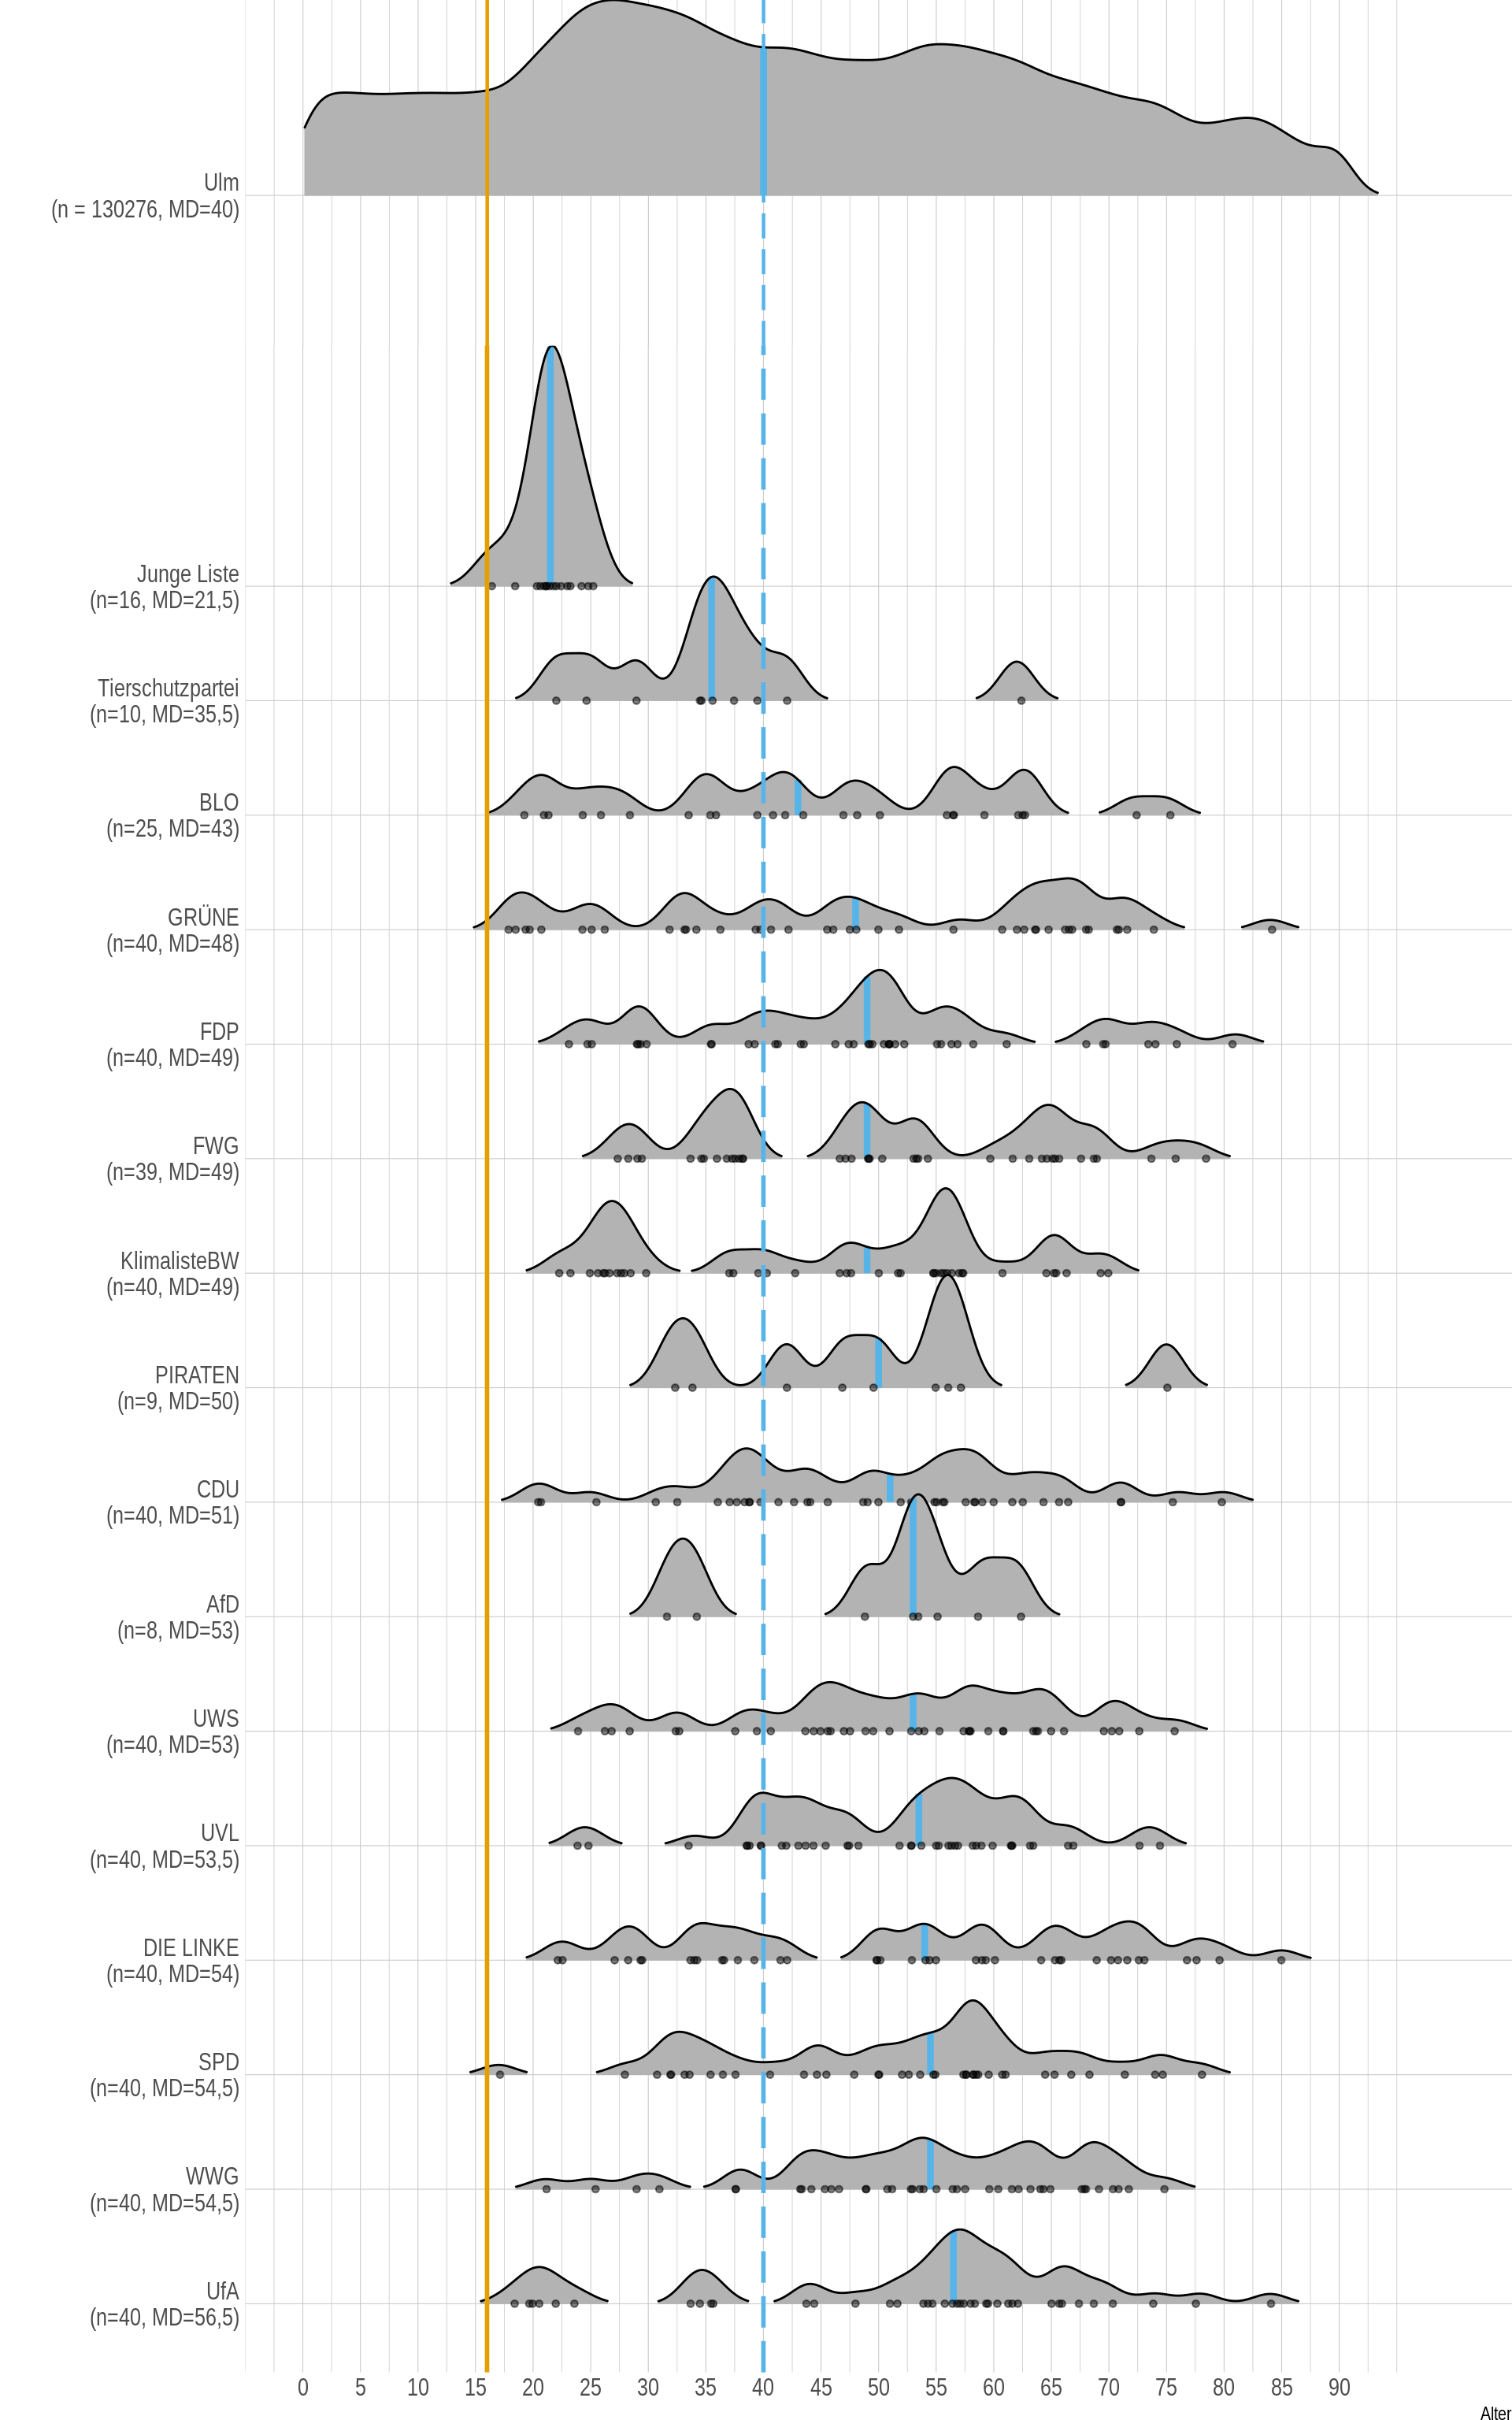 Ulm
(n = 130276, MD=40)
Junge Liste
(n=16, MD=21,5)
Tierschutzpartei
(n=10, MD=35,5)
BLO
(n=25, MD=43)
GRÜNE
(n=40, MD=48)
FDP
(n=40, MD=49)
FWG
(n=39, MD=49)
KlimalisteBW
(n=40, MD=49)
PIRATEN
(n=9, MD=50)
CDU
(n=40, MD=51)
AfD
(n=8, MD=53)
UWS
(n=40, MD=53)
UVL
(n=40, MD=53,5)
DIE LINKE
(n=40, MD=54)
SPD
(n=40, MD=54,5)
WWG
(n=40, MD=54,5)
UfA
(n=40, MD=56,5)
0 5 10 15 20 25 30 35 40 45 50 55 60 65 70 75 80 85 90
Alter